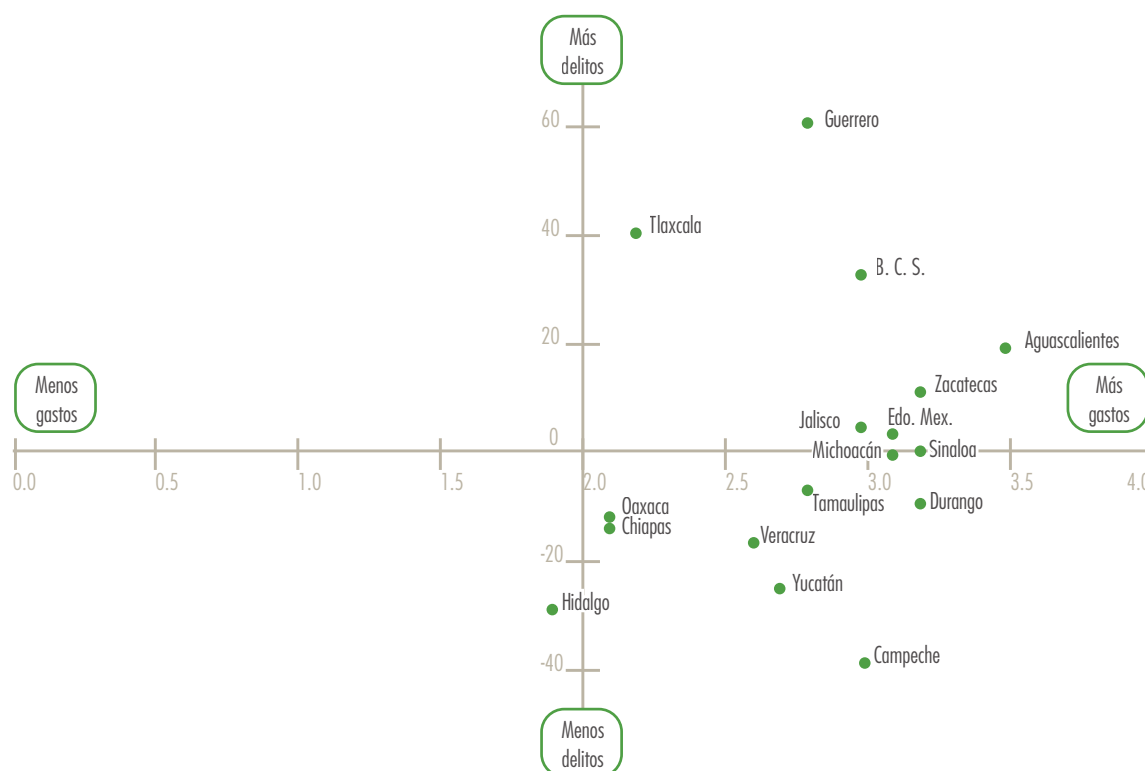 Más
delitos
60
Guerrero
40
Tlaxcala
B. C. S.
20
Aguascalientes
Menos
gastos
Zacatecas
Más
gastos
Jalisco
Edo. Mex.
0
Michoacán
Sinaloa
0.0 0.5 1.0 1.5 2.0 2.5 3.0 3.5 4.0
Oaxaca
Tamaulipas
Durango
Chiapas
Veracruz
-20
Yucatán
Hidalgo
-40
Campeche
Menos
delitos